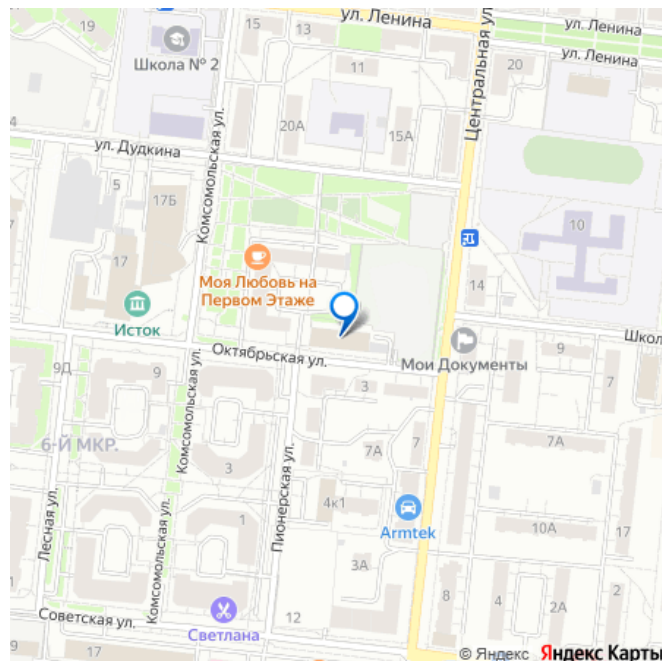 ул. Ленина
19
15
13
Центральная ул.
ул. Ленина
Школа № 2
11
20
20А
15А
ул. Дудкина
Комсомольская ул.
5
17Б
10
17
Моя Любовь на
Первом Этаже
14
Исток
Школ
Октябрьская ул.
Мои Документы
9
7
9Д
9
3
6-Й МКР.
Комсомольская ул.
7А
7
7А
3
Пионерская ул.
4к1
Лесная ул.
1
Armtek
10А
17
3А
Комсомольская ул.
8
4
2А
2
Советская ул.
Светлана
12
9
17
© Яндекс Яндекс Карты